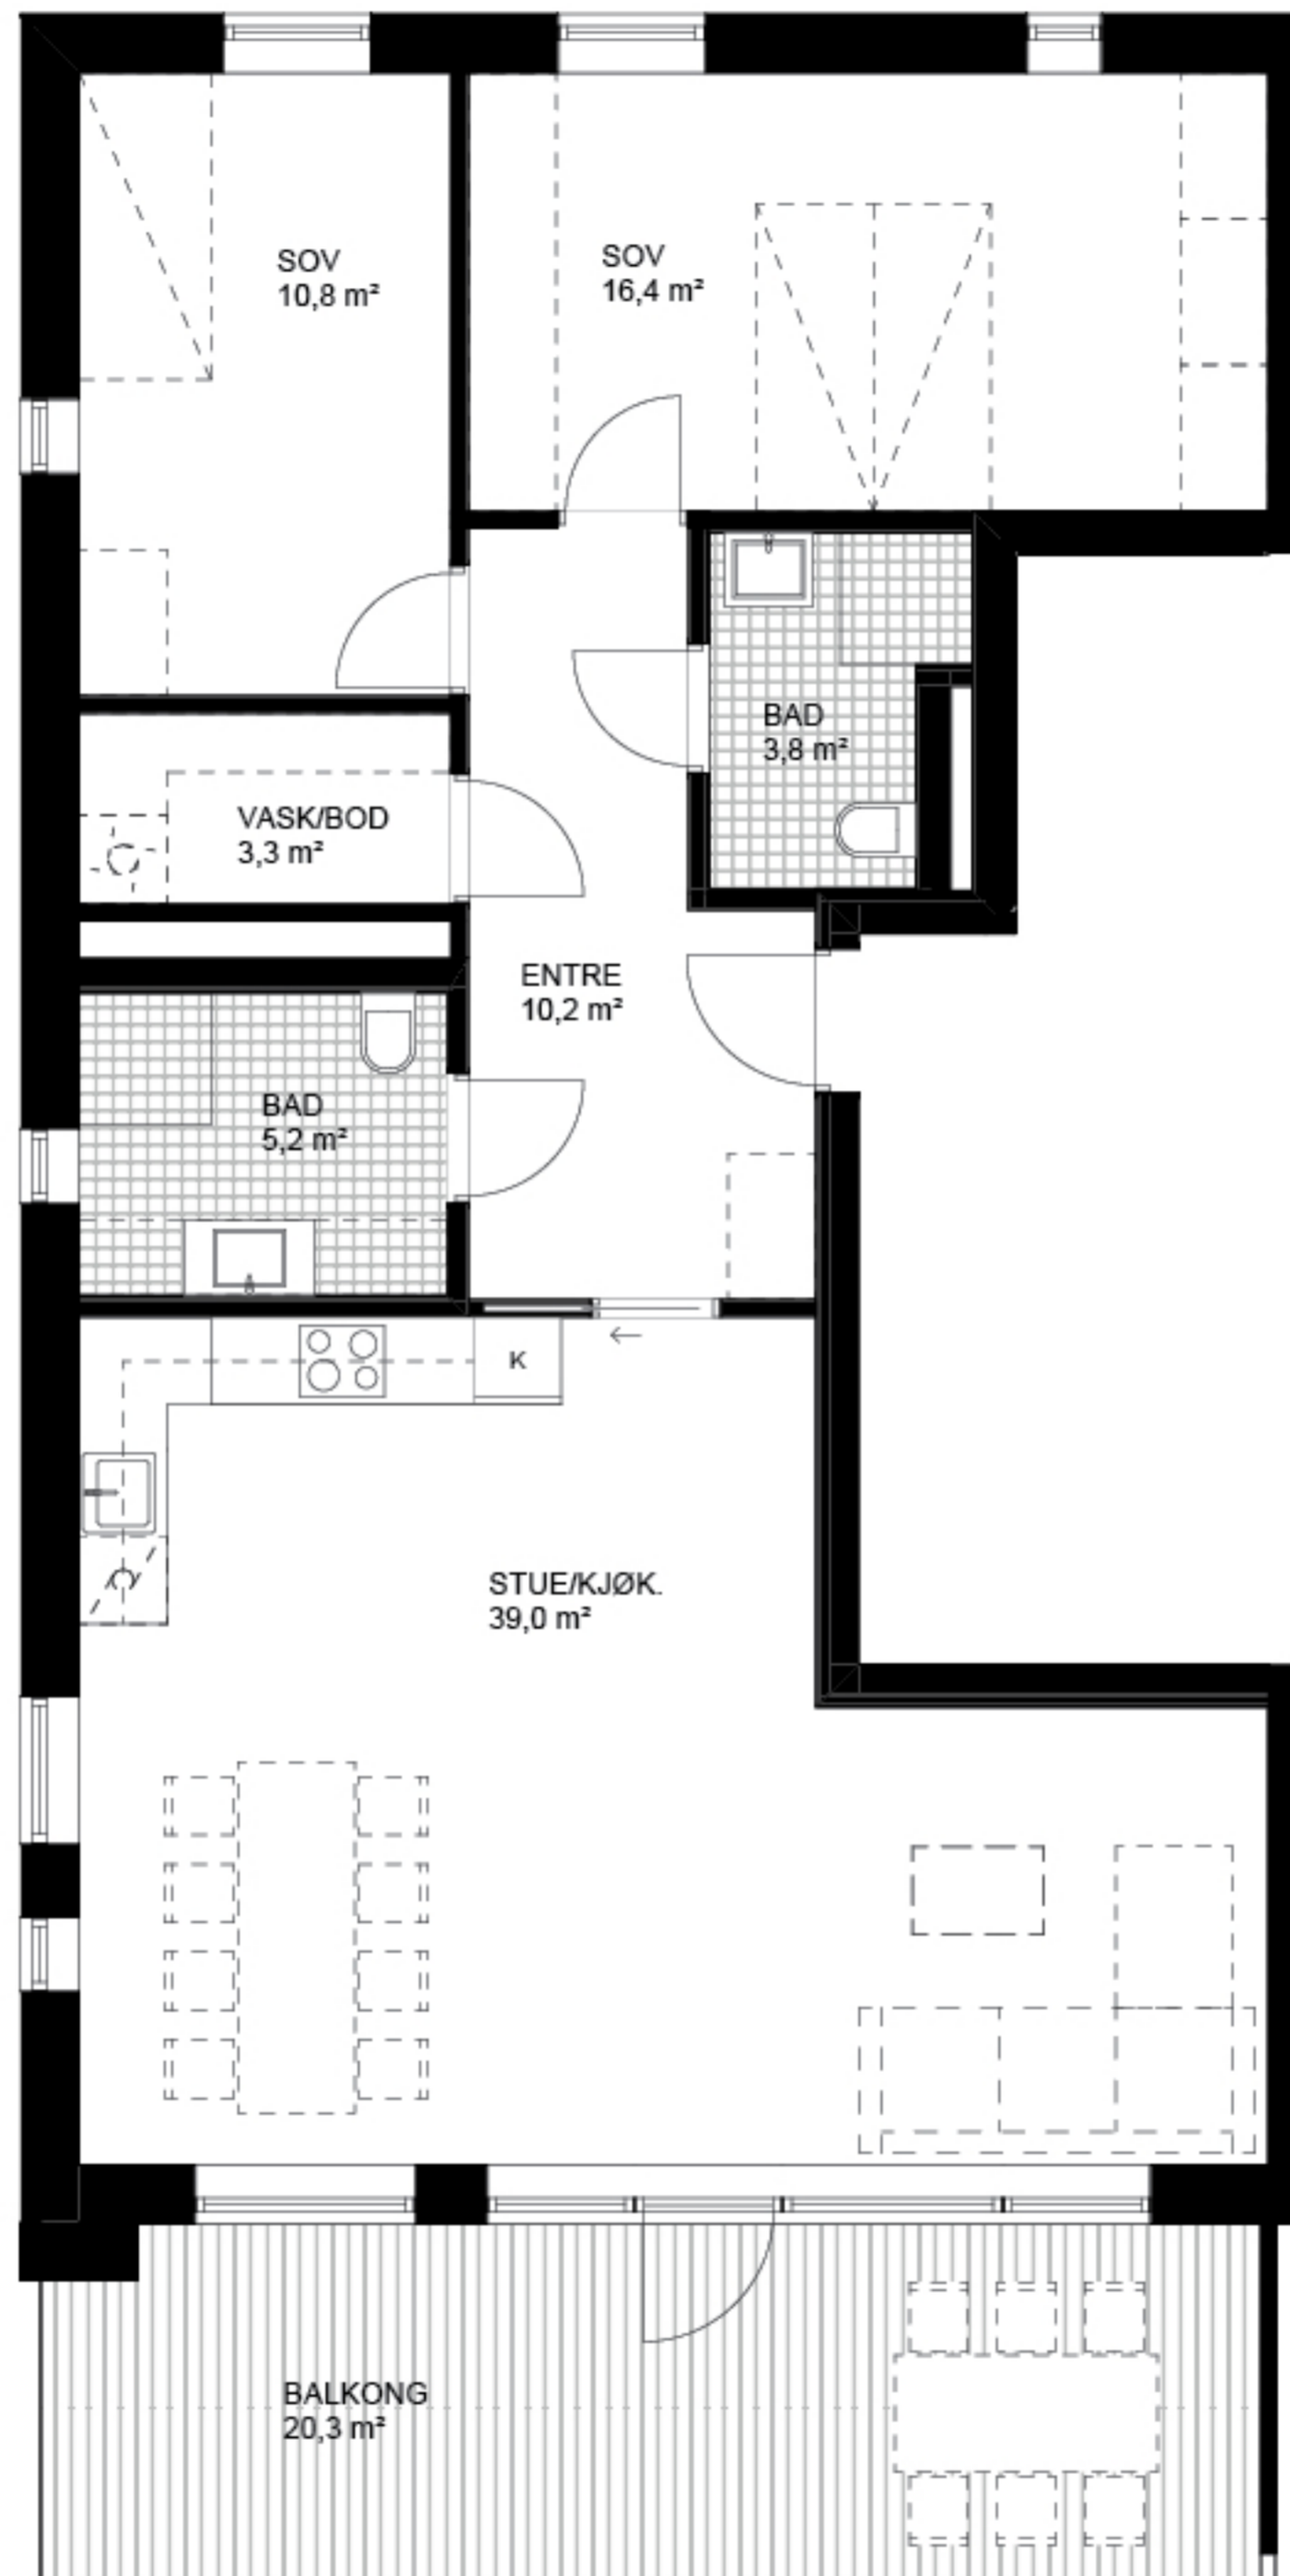 SOV
10,8 m²
SOV
16,4 m²
BAD
3,8 m²
VASK/BOD
3,3 m²
ENTRE
10,2 m²
BAD
5,2 m²
K
STUE/KJØK.
39,0 m²
BALKONG
20,3 m²